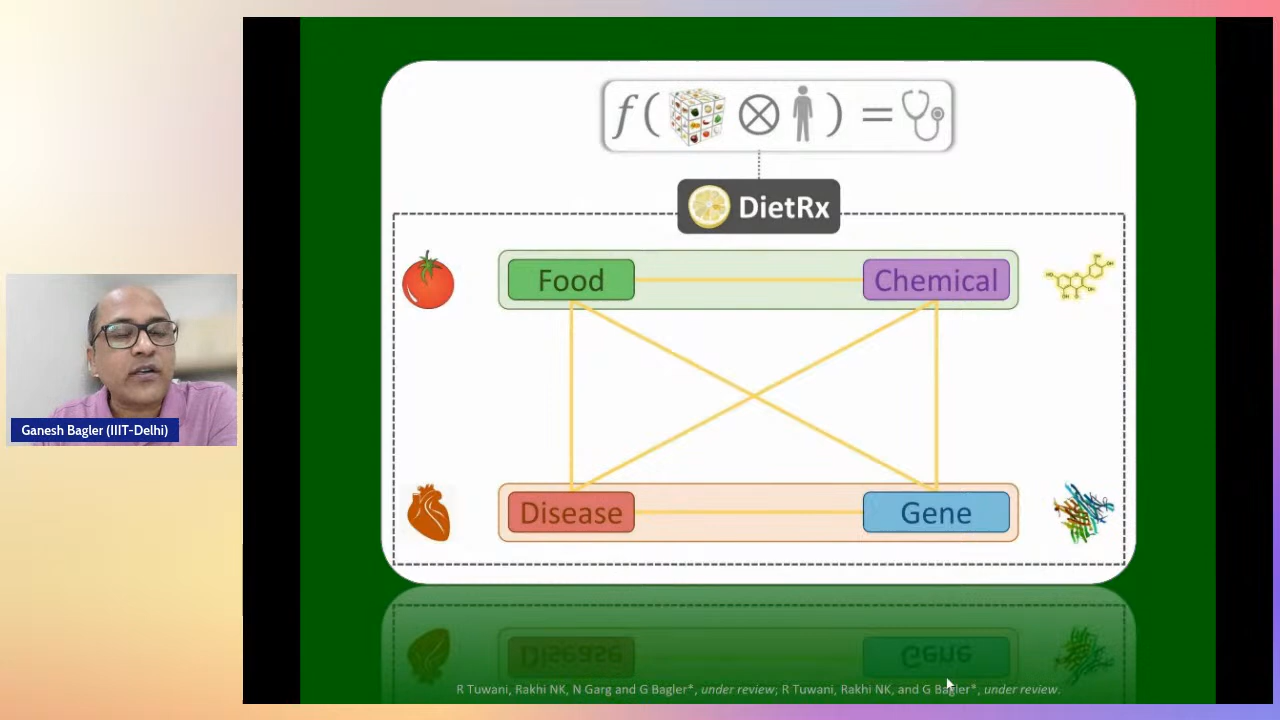 f ( ⊗ ) =
DietRx
Food
Chemical
Disease
Gene
Ganesh Bagler (IIIT-Delhi)
R Tuwani, Rakhi NK, N Garg and G Bagler*, under review; R Tuwani, Rakhi NK, and G Bagler*, under review.